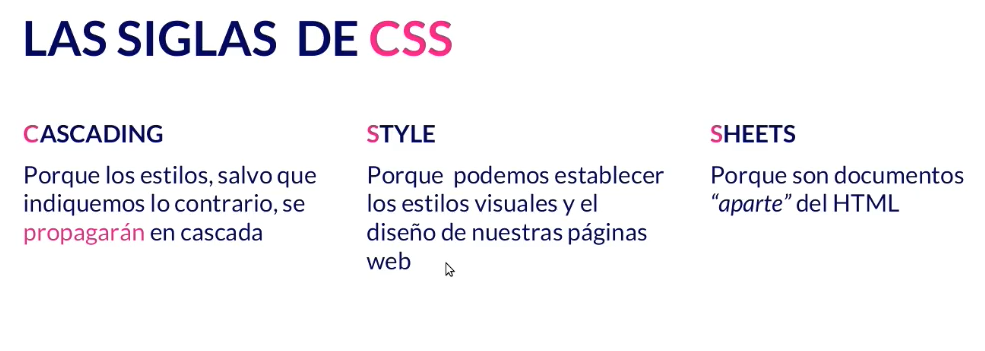 LAS SIGLAS DE CSS
CASCADING
Porque los estilos, salvo que
indiquemos lo contrario, se
propagarán en cascada
STYLE
Porque podemos establecer
los estilos visuales y el
diseño de nuestras páginas
web
SHEETS
Porque son documentos
“aparte” del HTML